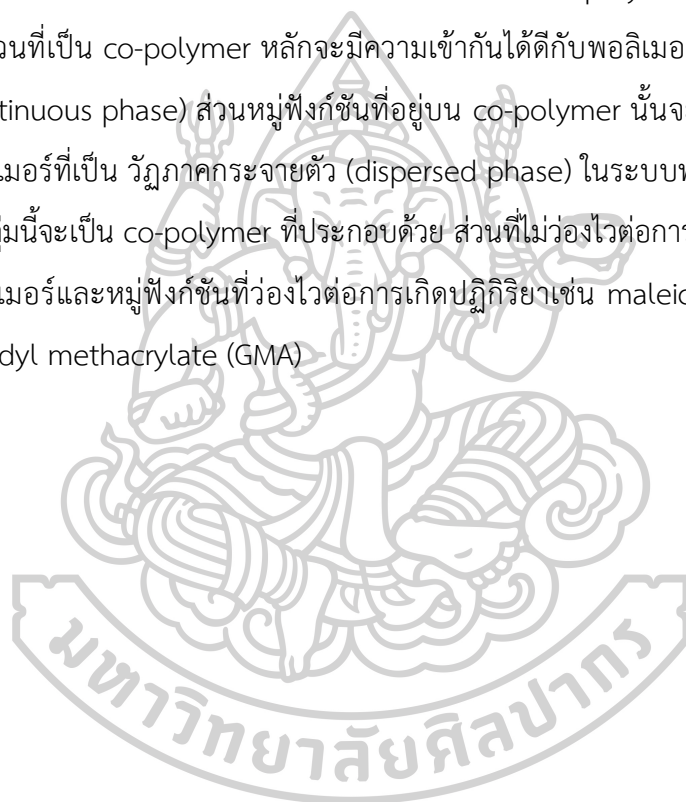 วนที่เป็น co-polymer หลักจะมีความเข้ากันได้ดีกับพอลิเมอ
tinuous phase) ส่วนหมู่ฟังก์ชันที่อยู่บน co-polymer นั้นจ
เมอร์ที่เป็น วัฏภาคกระจายตัว (dispersed phase) ในระบบพ
นี้จะเป็น co-polymer ที่ประกอบด้วย ส่วนที่ไม่ว่องไวต่อกา
เมอร์และหมู่ฟังก์ชันที่ว่องไวต่อการเกิดปฏิกิริยาเช่น maleic
dyl methacrylate (GMA)
มหาวิทยาลัยศิลปากร